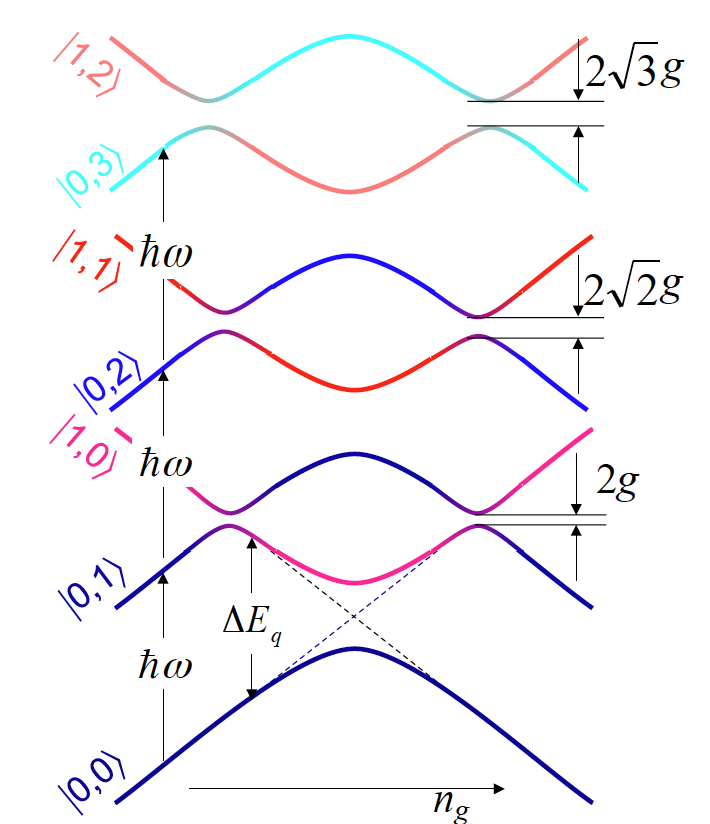 |1,2⟩
2√3g
|0,3⟩
|1,1⟩
ħω
2√2g
|0,2⟩
|1,0⟩
ħω
2g
|0,1⟩
ΔE_q
ħω
|0,0⟩
n_g